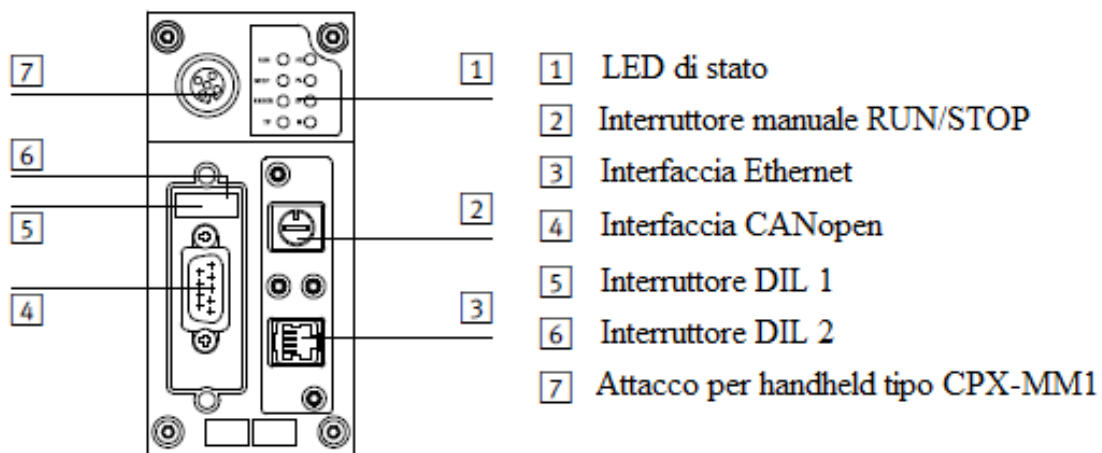 7
6
5
4
1
2
3
1 LED di stato
2 Interruttore manuale RUN/STOP
3 Interfaccia Ethernet
4 Interfaccia CANopen
5 Interruttore DIL 1
6 Interruttore DIL 2
7 Attacco per handheld tipo CPX-MM1